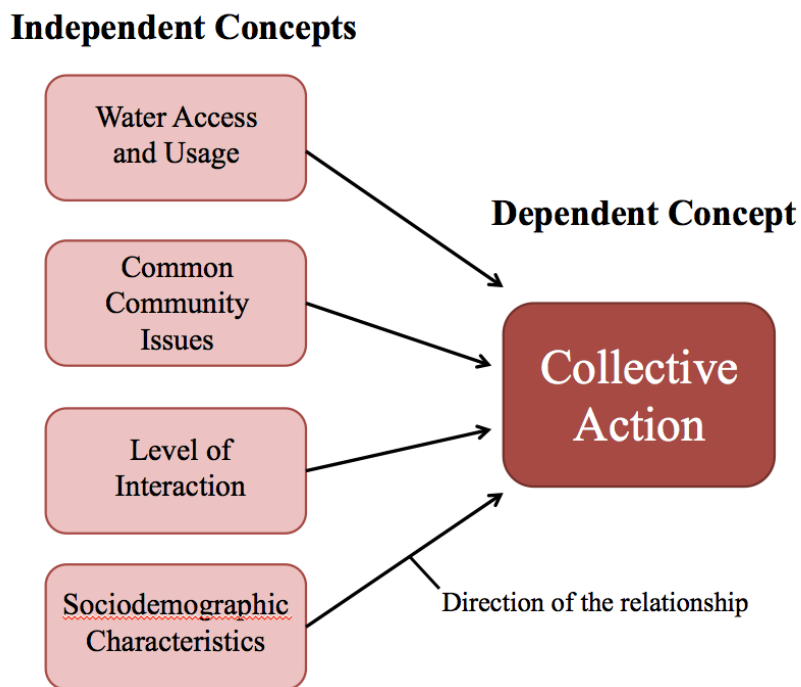 Independent Concepts
Water Access
and Usage
Common
Community
Issues
Level of
Interaction
Sociodemographic
Characteristics
Dependent Concept
Collective
Action
Direction of the relationship